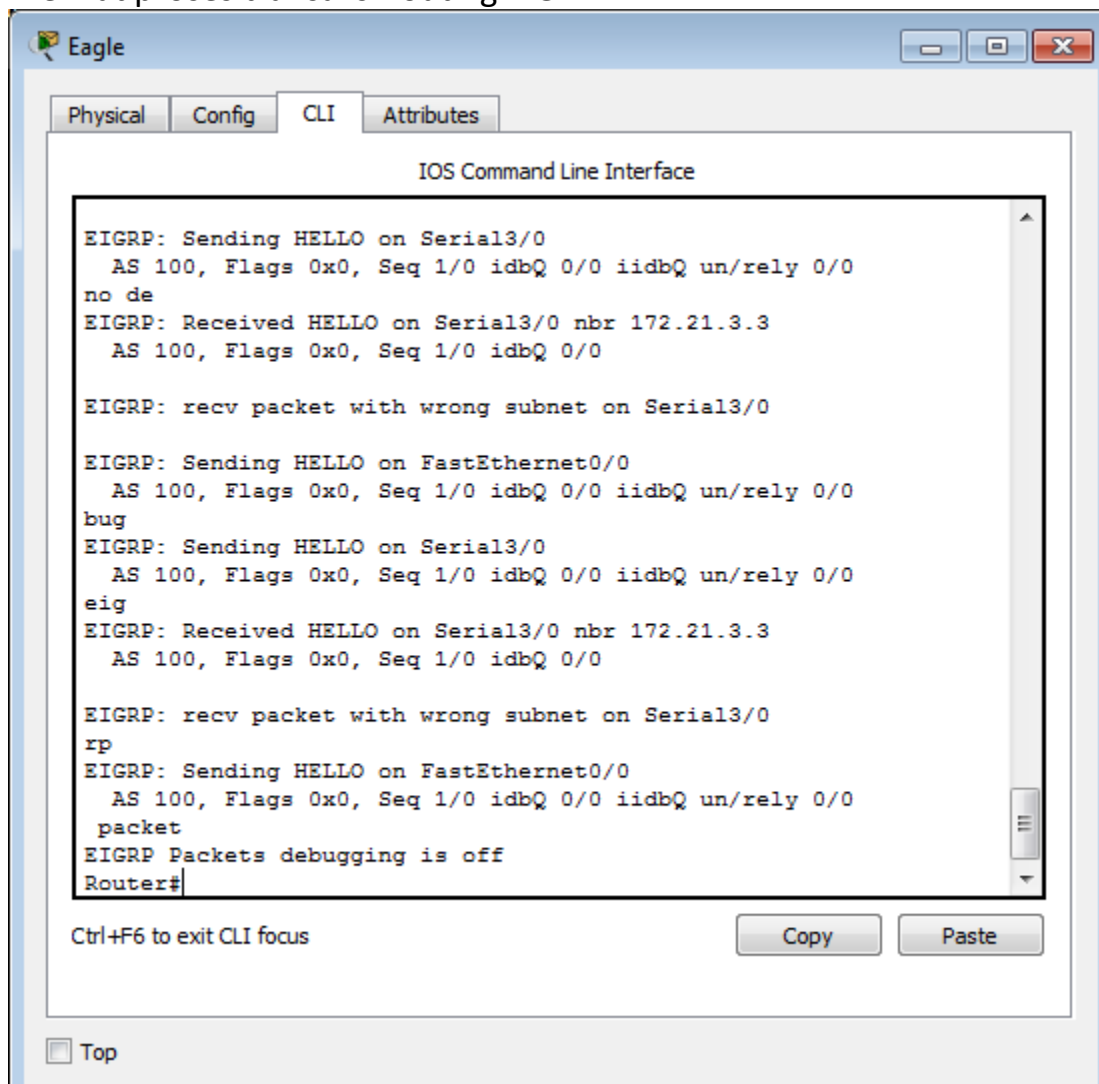 Eagle
Physical Config CLI Attributes
IOS Command Line Interface
EIGRP: Sending HELLO on Serial3/0
  AS 100, Flags 0x0, Seq 1/0 idbQ 0/0 iidbQ un/rely 0/0
no de
EIGRP: Received HELLO on Serial3/0 nbr 172.21.3.3
  AS 100, Flags 0x0, Seq 1/0 idbQ 0/0
EIGRP: recv packet with wrong subnet on Serial3/0
EIGRP: Sending HELLO on FastEthernet0/0
  AS 100, Flags 0x0, Seq 1/0 idbQ 0/0 iidbQ un/rely 0/0
bug
EIGRP: Sending HELLO on Serial3/0
  AS 100, Flags 0x0, Seq 1/0 idbQ 0/0 iidbQ un/rely 0/0
eig
EIGRP: Received HELLO on Serial3/0 nbr 172.21.3.3
  AS 100, Flags 0x0, Seq 1/0 idbQ 0/0
EIGRP: recv packet with wrong subnet on Serial3/0
rp
EIGRP: Sending HELLO on FastEthernet0/0
  AS 100, Flags 0x0, Seq 1/0 idbQ 0/0 iidbQ un/rely 0/0
 packet
EIGRP Packets debugging is off
Router#
Ctrl+F6 to exit CLI focus Copy Paste
Top